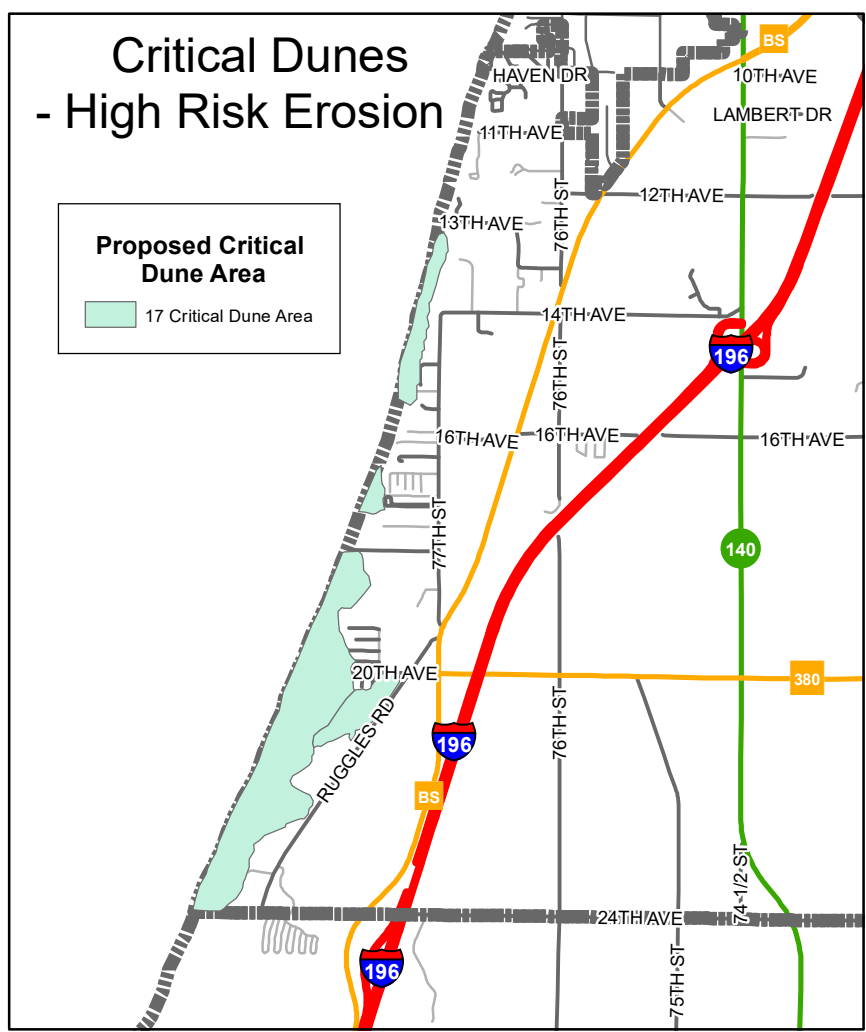 Critical Dunes
- High Risk Erosion
Proposed Critical
Dune Area
17 Critical Dune Area
BS
HAVEN DR
10TH AVE
11TH AVE
LAMBERT DR
76TH ST
12TH AVE
13TH AVE
14TH AVE
196
76TH ST
16TH AVE
16TH AVE
16TH AVE
77TH ST
140
20TH AVE
380
RUGGLES RD
76TH ST
196
BS
74-1/2 ST
24TH AVE
196
75TH ST